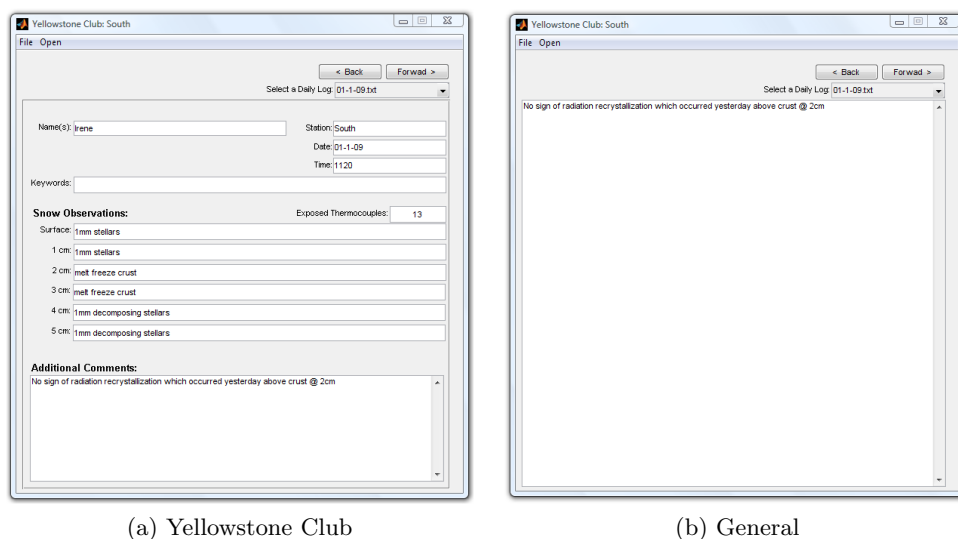 Yellowstone Club: South
File Open
< Back Forwad >
Select a Daily Log: 01-1-09.txt
Name(s): Irene Station: South
Date: 01-1-09
Time: 1120
Keywords:
Snow Observations: Exposed Thermocouples: 13
Surface: 1mm stellars
1 cm: 1mm stellars
2 cm: melt freeze crust
3 cm: melt freeze crust
4 cm: 1mm decomposing stellars
5 cm: 1mm decomposing stellars
Additional Comments:
No sign of radiation recrystallization which occurred yesterday above crust @ 2cm
(a) Yellowstone Club
Yellowstone Club: South
File Open
< Back Forwad >
Select a Daily Log: 01-1-09.txt
No sign of radiation recrystallization which occurred yesterday above crust @ 2cm
(b) General